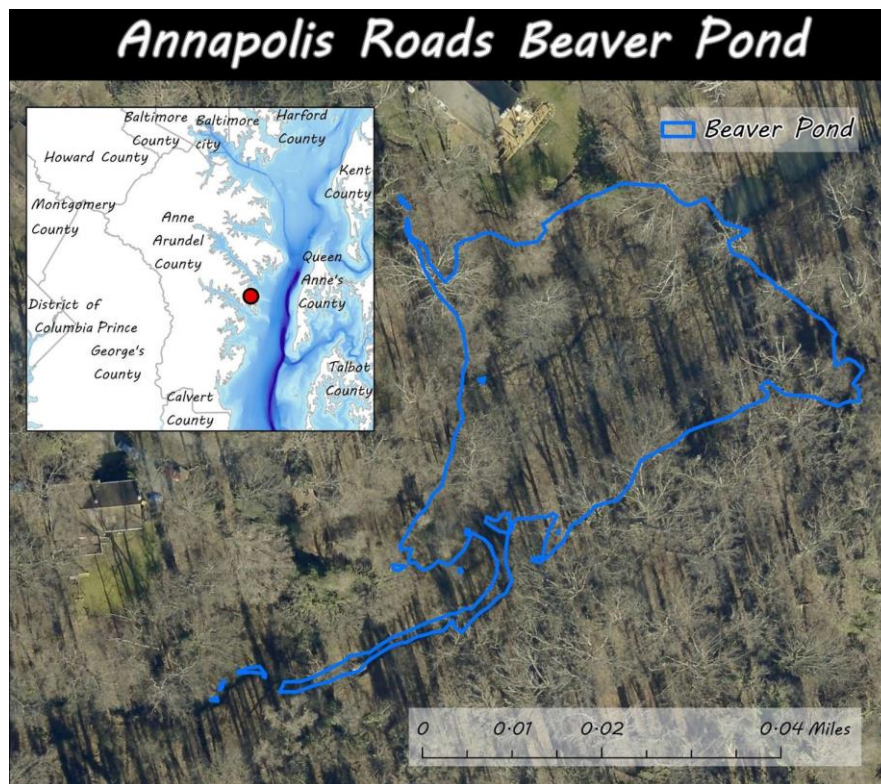 Annapolis Roads Beaver Pond
Beaver Pond
Baltimore
County
Baltimore
city
Harford
County
Howard County
Kent
County
Montgomery
County
Anne
Arundel
County
Queen
Anne's
County
District of
Columbia
Prince
George's
County
Talbot
County
Calvert
County
0 0.01 0.02 0.04 Miles